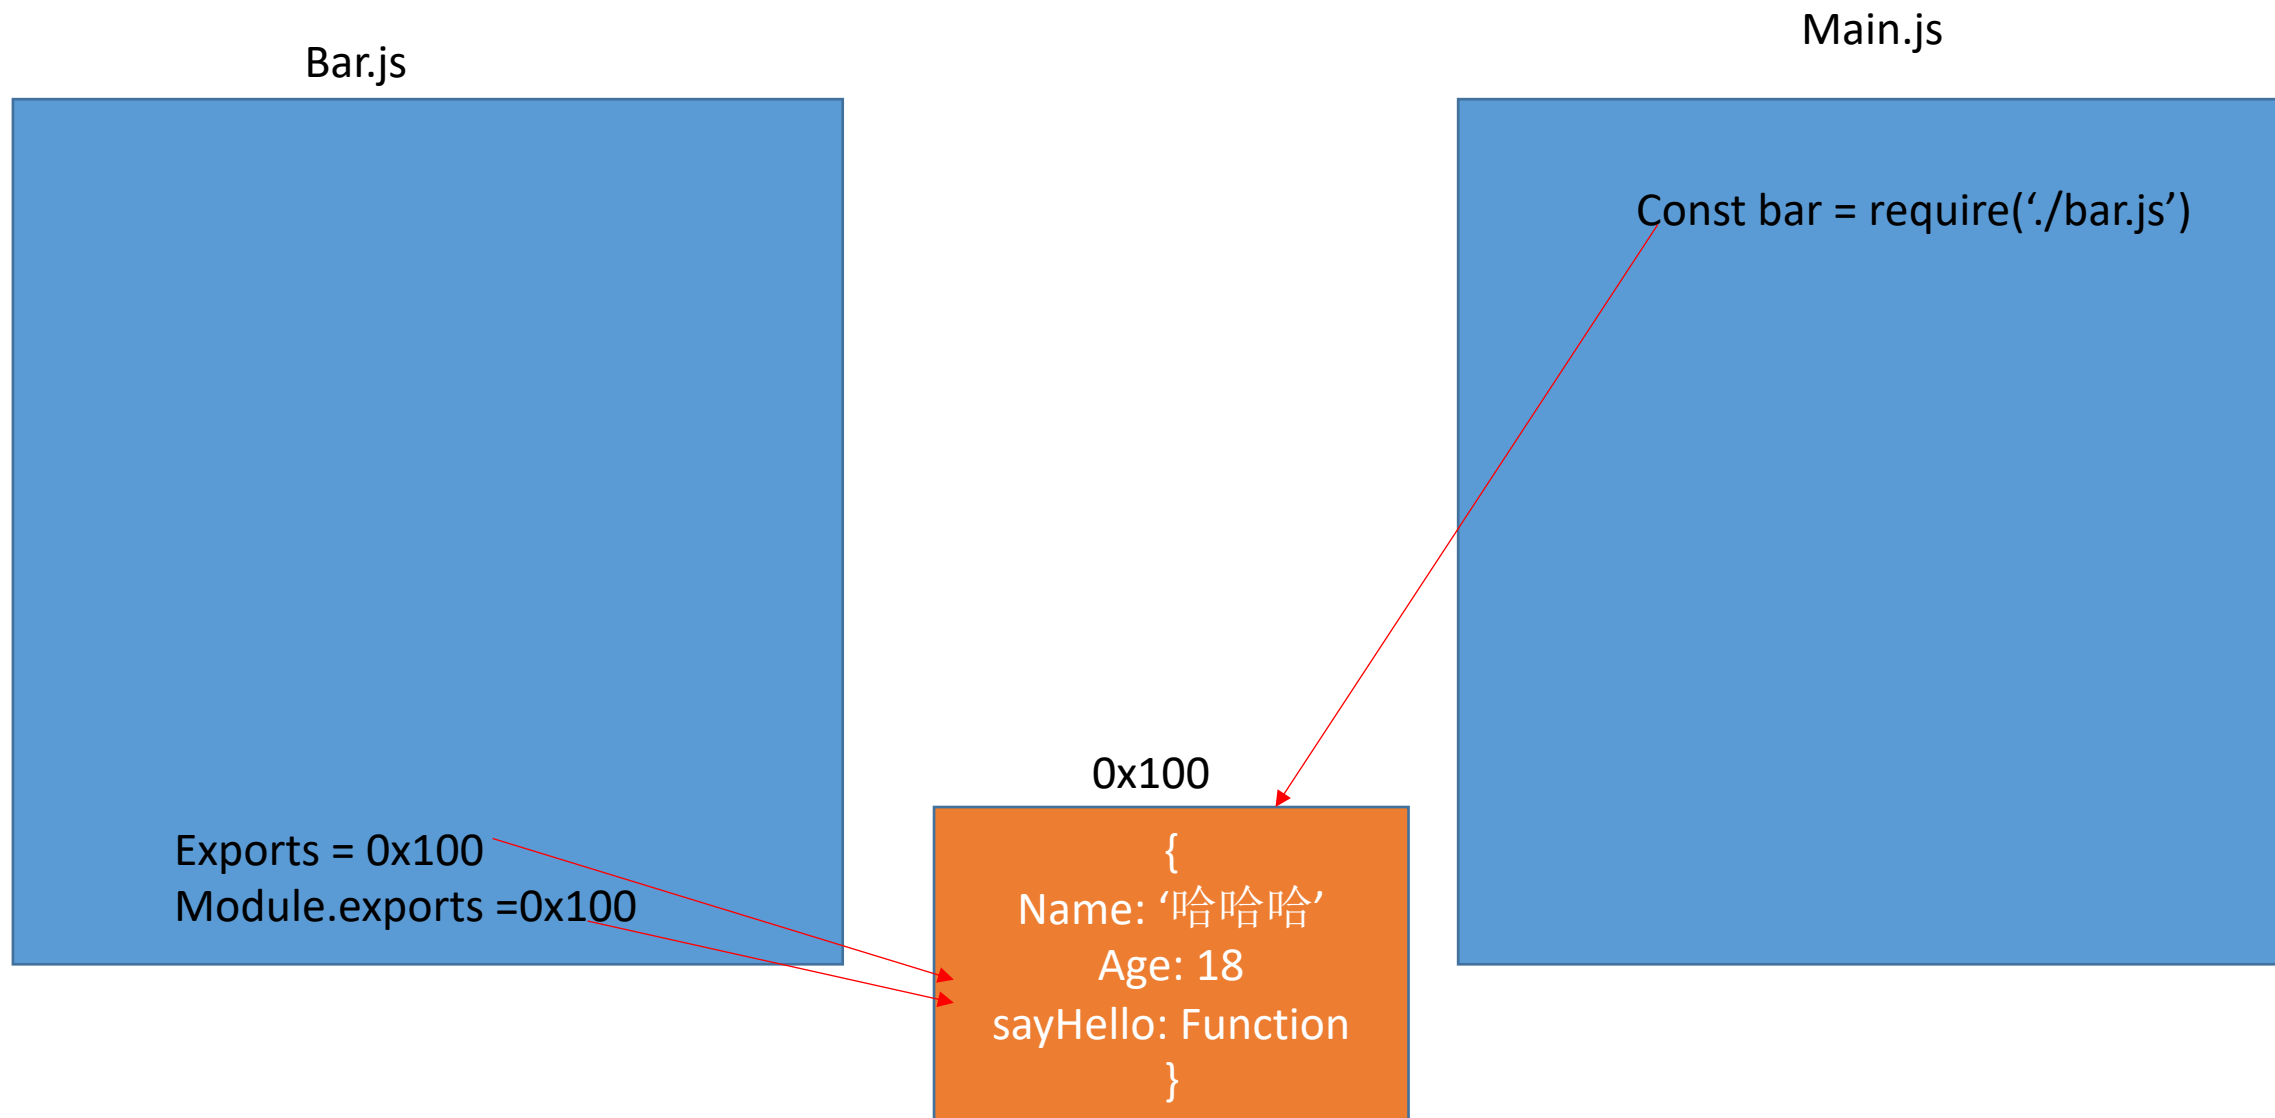 Bar.js
Main.js
Const bar = require(‘./bar.js’)
Exports = 0x100
Module.exports =0x100
0x100
{
Name: ‘哈哈哈’
Age: 18
sayHello: Function
}